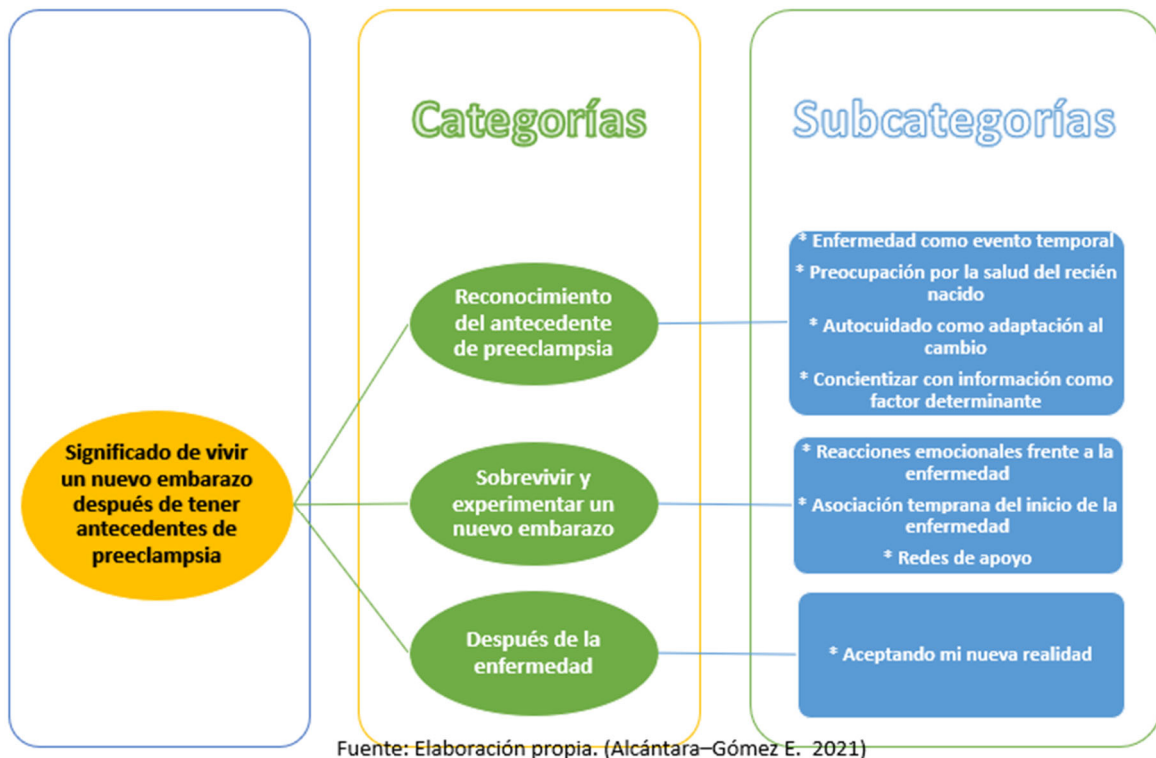 Categorías
Subcategorías
Significado de vivir
un nuevo embarazo
después de tener
antecedentes de
preeclampsia
Reconocimiento
del antecedente
de preeclampsia
* Enfermedad como evento temporal
* Preocupación por la salud del recién
nacido
* Autocuidado como adaptación al
cambio
* Concientizar con información como
factor determinante
Sobrevivir y
experimentar un
nuevo embarazo
* Reacciones emocionales frente a la
enfermedad
* Asociación temprana del inicio de la
enfermedad
* Redes de apoyo
Después de la
enfermedad
* Aceptando mi nueva realidad
Fuente: Elaboración propia. (Alcántara–Gómez E. 2021)